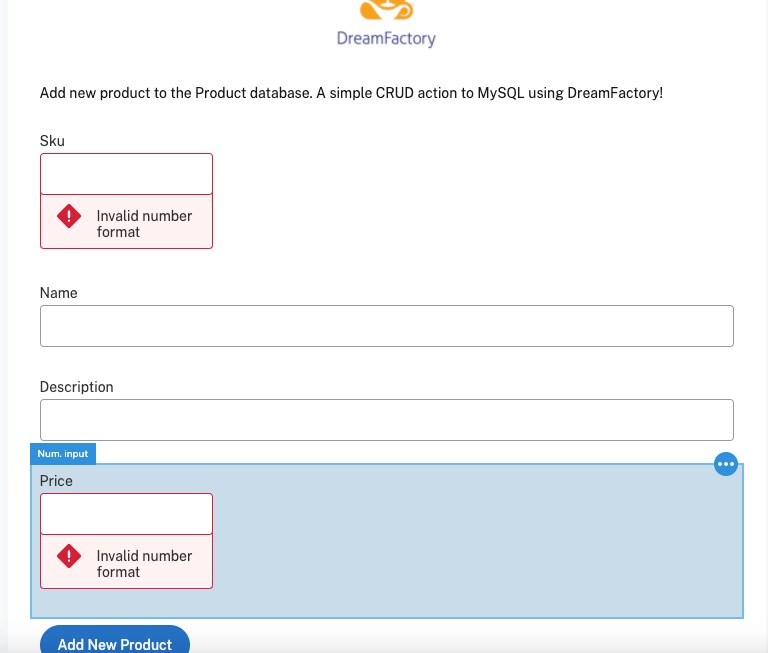 DreamFactory
Add new product to the Product database. A simple CRUD action to MySQL using DreamFactory!
Sku
Invalid number
format
Name
Description
Num. input
Price
Invalid number
format
Add New Product